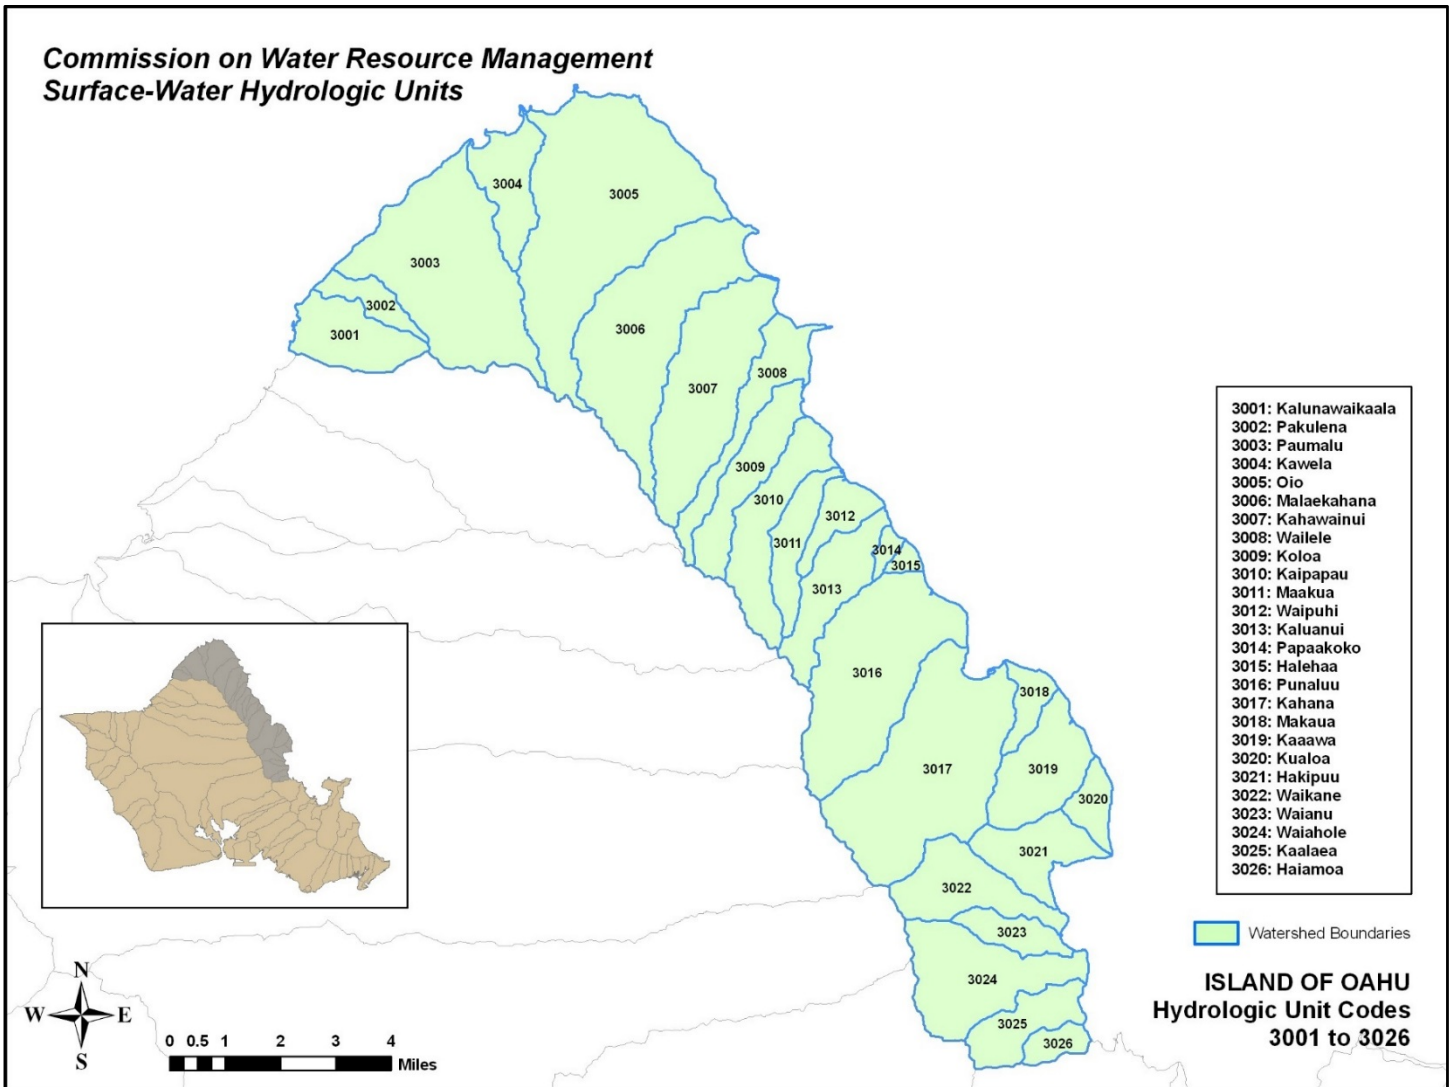 Commission on Water Resource Management
Surface-Water Hydrologic Units
3004
3005
3003
3002
3001
3006
3007
3008
3009
3010
3011
3012
3014
3015
3013
3016
3018
3017
3019
3020
3021
3022
3023
3024
3025
3026
3001: Kalunawaikaala
3002: Pakulena
3003: Paumalu
3004: Kawela
3005: Oio
3006: Malaekahana
3007: Kahawainui
3008: Wailele
3009: Koloa
3010: Kaipapau
3011: Maakua
3012: Waipuhi
3013: Kaluanui
3014: Papaakoko
3015: Halehaa
3016: Punaluu
3017: Kahana
3018: Makaua
3019: Kaaawa
3020: Kualoa
3021: Hakipuu
3022: Waikane
3023: Waianu
3024: Waiahole
3025: Kaalaea
3026: Haiamoa
Watershed Boundaries
ISLAND OF OAHU
Hydrologic Unit Codes
3001 to 3026
N
W E
S
0 0.5 1 2 3 4
Miles